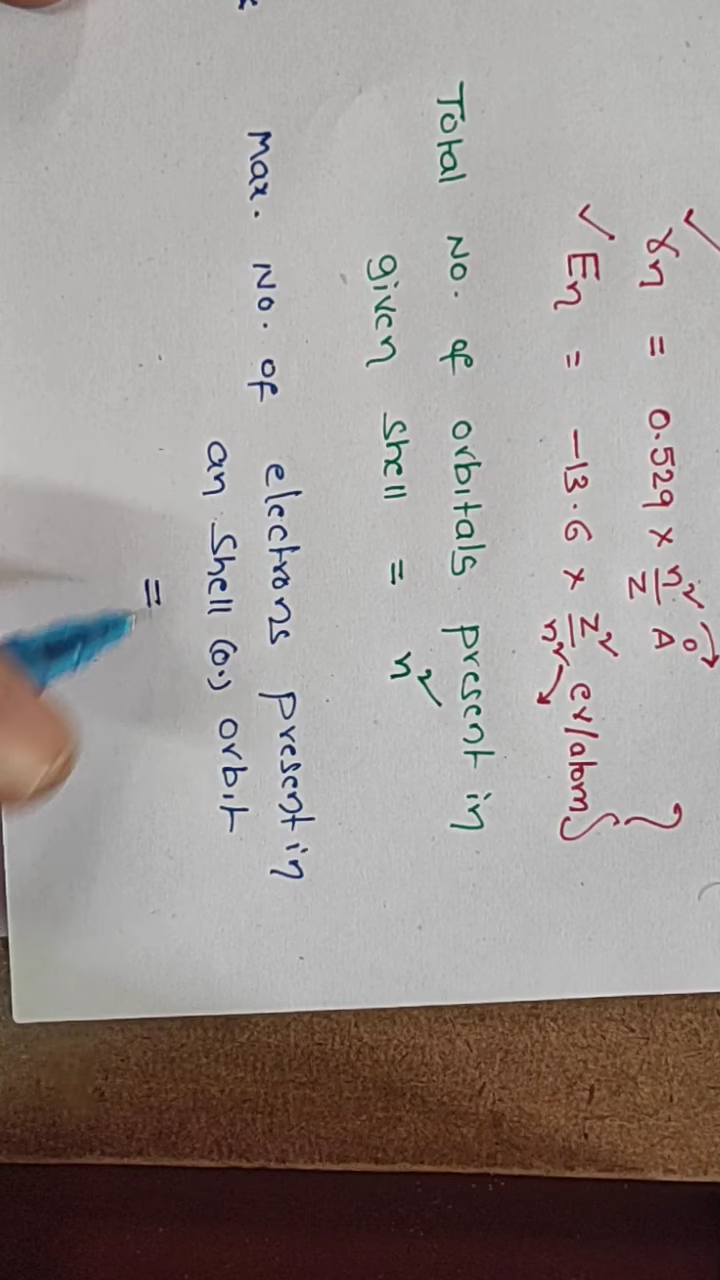 rn = 0.529 × n²/Z A°
En = -13.6 × Z²/n² ev/atom
Total No. of orbitals present in
given shell = n²
Max. No. of electrons present in
an shell (or) orbit
=